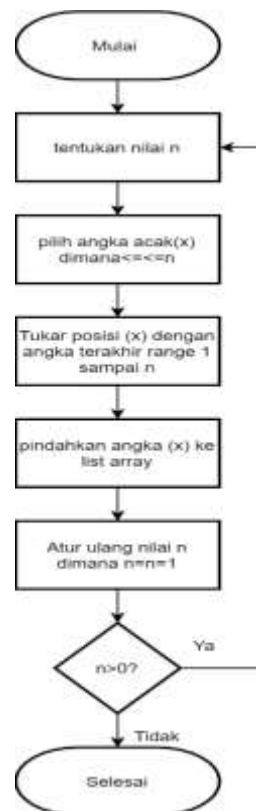 Mulai
tentukan nilai n
pilih angka acak(x)
dimana<=<=n
Tukar posisi (x) dengan
angka terakhir range 1
sampai n
pindahkan angka (x) ke
list array
Atur ulang nilai n
dimana n=n=1
n>0?
Ya
Tidak
Selesai